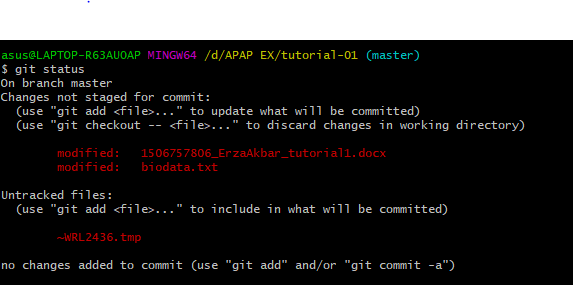 asus@LAPTOP-R63AUOAP MINGW64 /d/APAP EX/tutorial-01 (master)
$ git status
On branch master
Changes not staged for commit:
  (use "git add <file>..." to update what will be committed)
  (use "git checkout -- <file>..." to discard changes in working directory)

        modified:   1506757806_ErzaAkbar_tutorial1.docx
        modified:   biodata.txt

Untracked files:
  (use "git add <file>..." to include in what will be committed)

        ~WRL2436.tmp

no changes added to commit (use "git add" and/or "git commit -a")